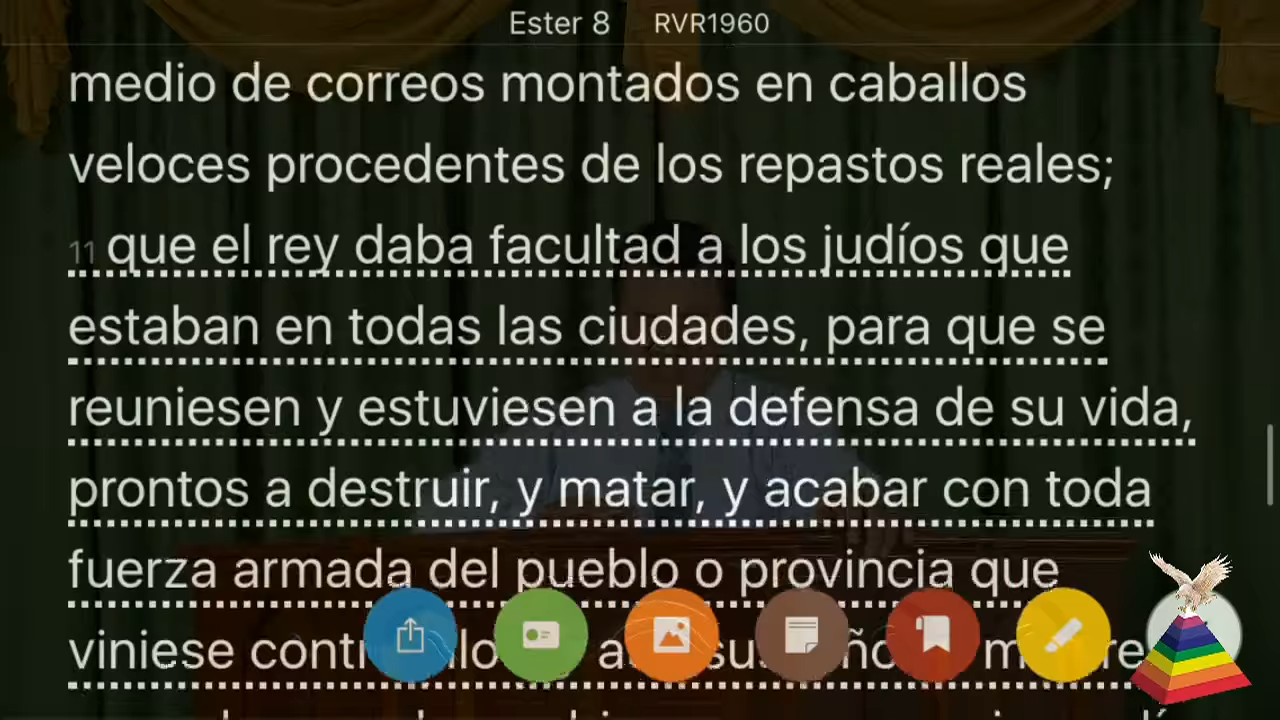 Ester 8 RVR1960
medio de correos montados en caballos
veloces procedentes de los repastos reales;
11 que el rey daba facultad a los judíos que
estaban en todas las ciudades, para que se
reuniesen y estuviesen a la defensa de su vida,
prontos a destruir, y matar, y acabar con toda
fuerza armada del pueblo o provincia que
viniese